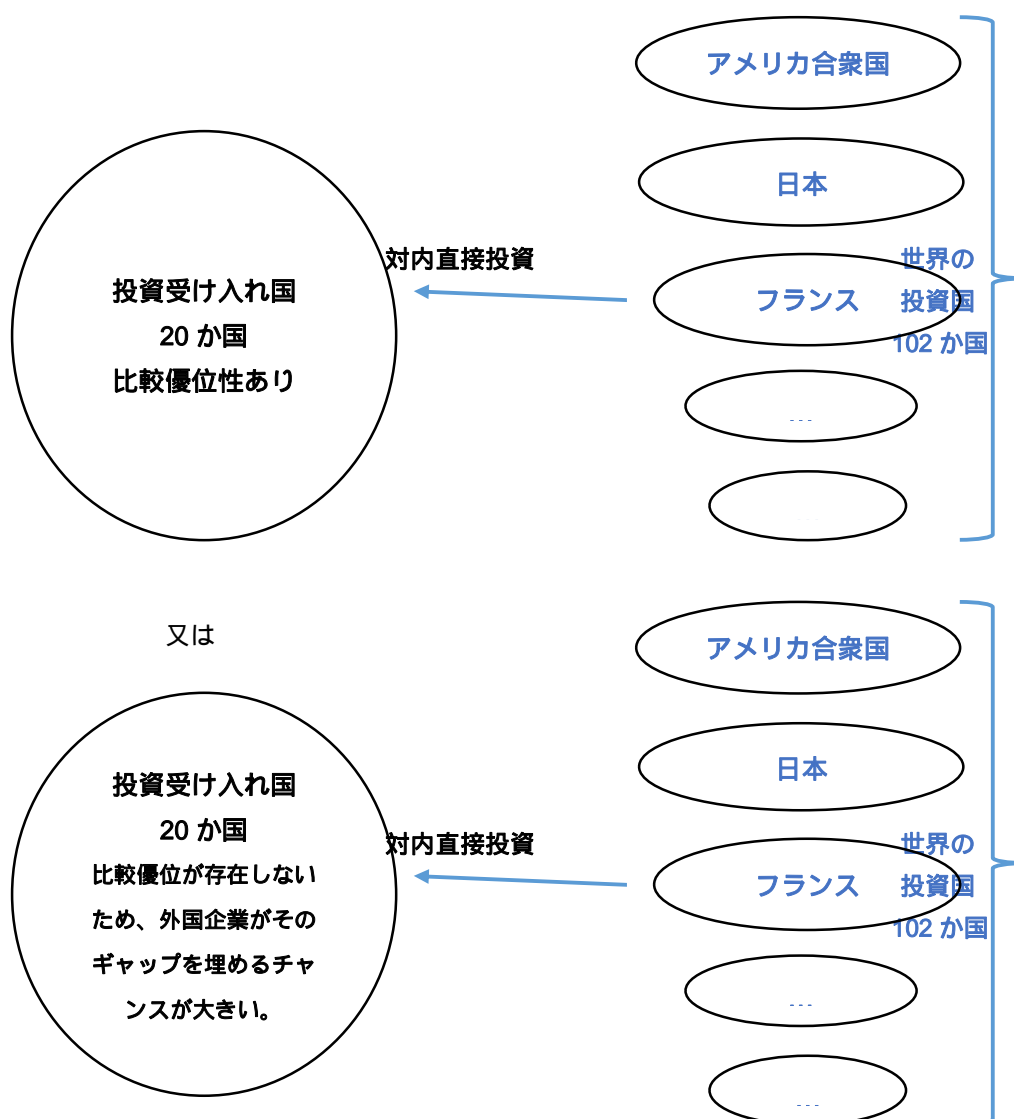 アメリカ合衆国
日本
対内直接投資
世界の
投資受け入れ国
フランス
投資国
20 か国
102 か国
比較優位性あり
...
又は
アメリカ合衆国
投資受け入れ国
日本
20 か国
対内直接投資
世界の
比較優位が存在しない
フランス
投資国
ため、外国企業がその
102 か国
ギャップを埋めるチャ
ンスが大きい。
...
...